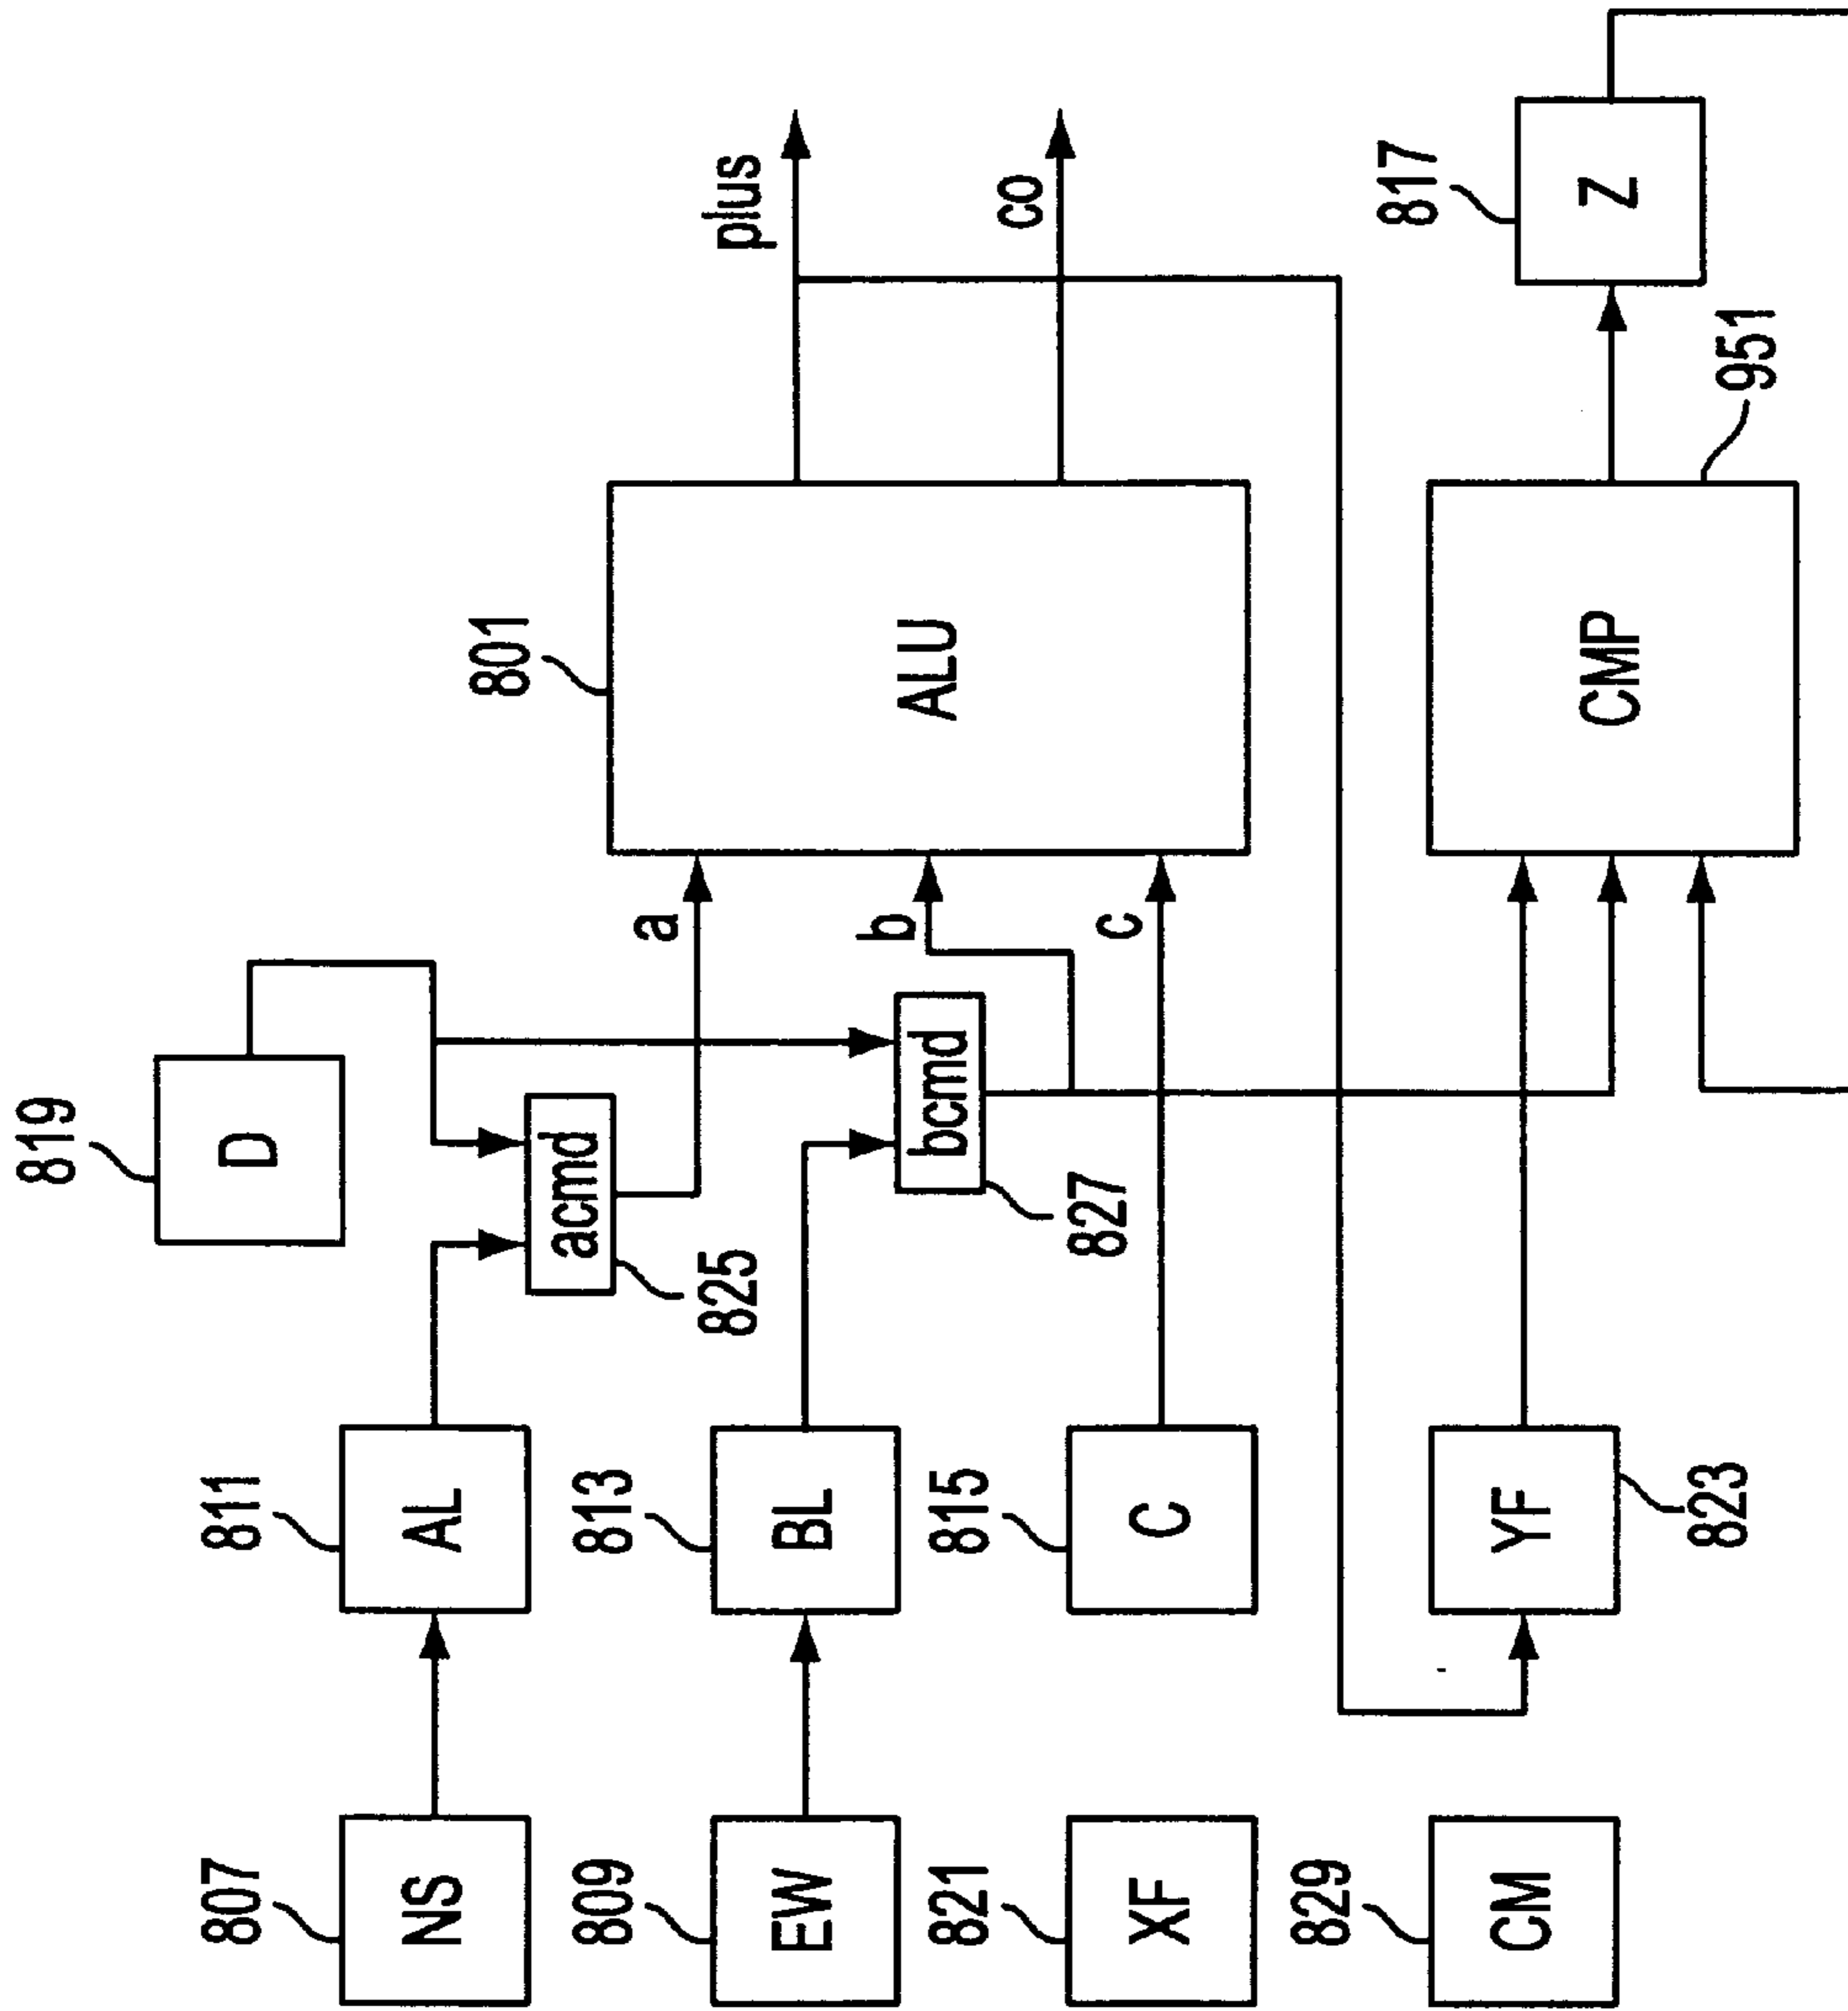 819
D
807
NS
811
AL
825
acmd
a
801
ALU
plus
co
809
EW
813
BL
827
bcmd
b
821
XF
815
C
c
829
CM
YF
823
CMP
951
817
Z